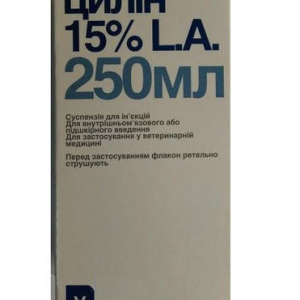 ЦИЛІН
15% L.A.
250МЛ
Суспензія для ін'єкцій
Для внутрішньом'язового або
підшкірного введення
Для застосування у ветеринарній
медицині
Перед застосуванням флакон ретельно
струшують
V